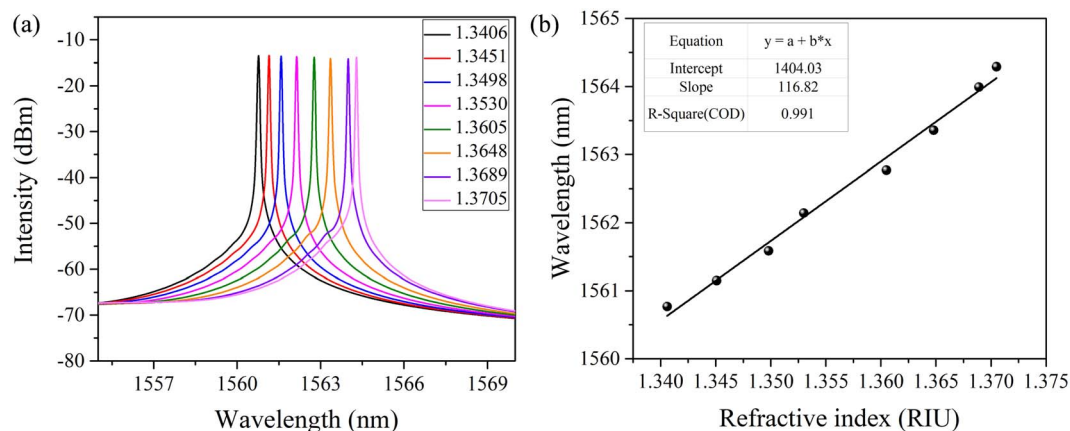 (a)
-10
-20
-30
-40
-50
-60
-70
-80
Intensity (dBm)
1557 1560 1563 1566 1569
Wavelength (nm)
1.3406
1.3451
1.3498
1.3530
1.3605
1.3648
1.3689
1.3705
(b)
1565
1564
1563
1562
1561
1560
Wavelength (nm)
Equation y = a + b*x
Intercept 1404.03
Slope 116.82
R-Square(COD) 0.991
1.340 1.345 1.350 1.355 1.360 1.365 1.370 1.375
Refractive index (RIU)